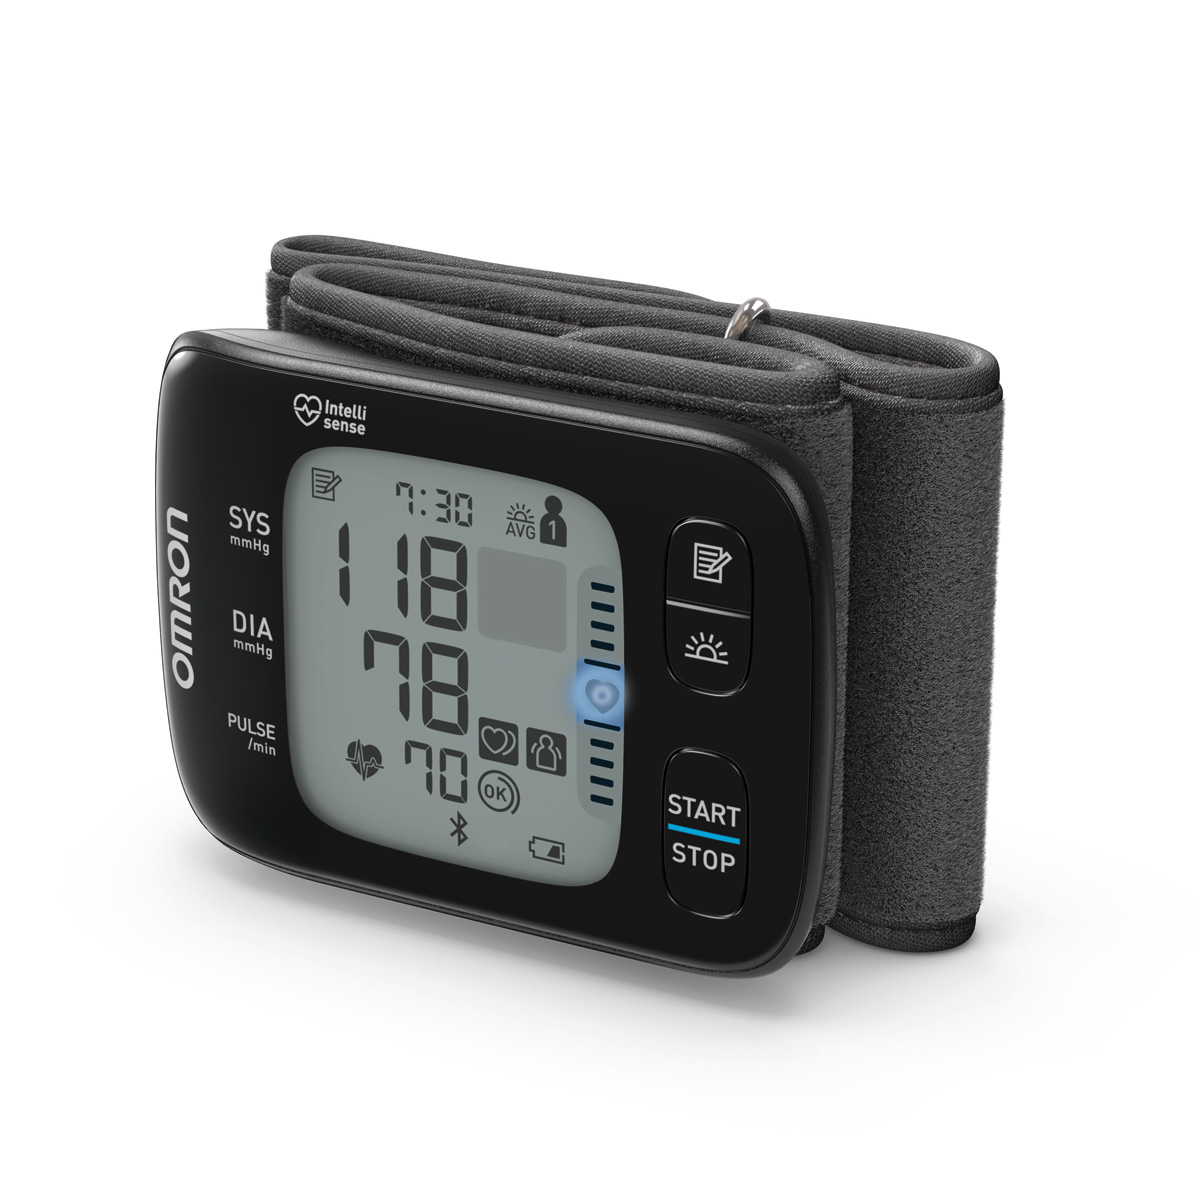 Intelli
sense
OMRON
SYS
mmHg
DIA
mmHg
PULSE
/min
7:30
AVG
1
118
78
70
OK
START
STOP